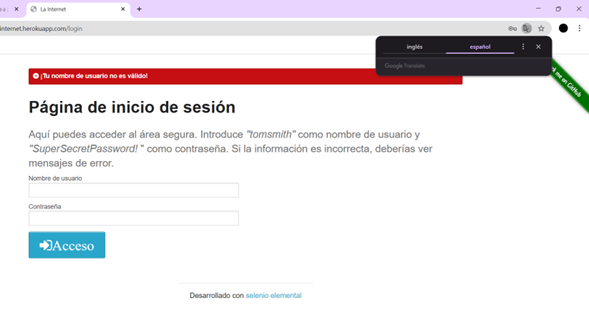 La Internet
internet.herokuapp.com/login
inglés español
Google Translate
me on GitHub
¡Tu nombre de usuario no es válido!
Página de inicio de sesión
Aquí puedes acceder al área segura. Introduce "tomsmith" como nombre de usuario y
"SuperSecretPassword! " como contraseña. Si la información es incorrecta, deberías ver
mensajes de error.
Nombre de usuario
Contraseña
Acceso
Desarrollado con selenio elemental